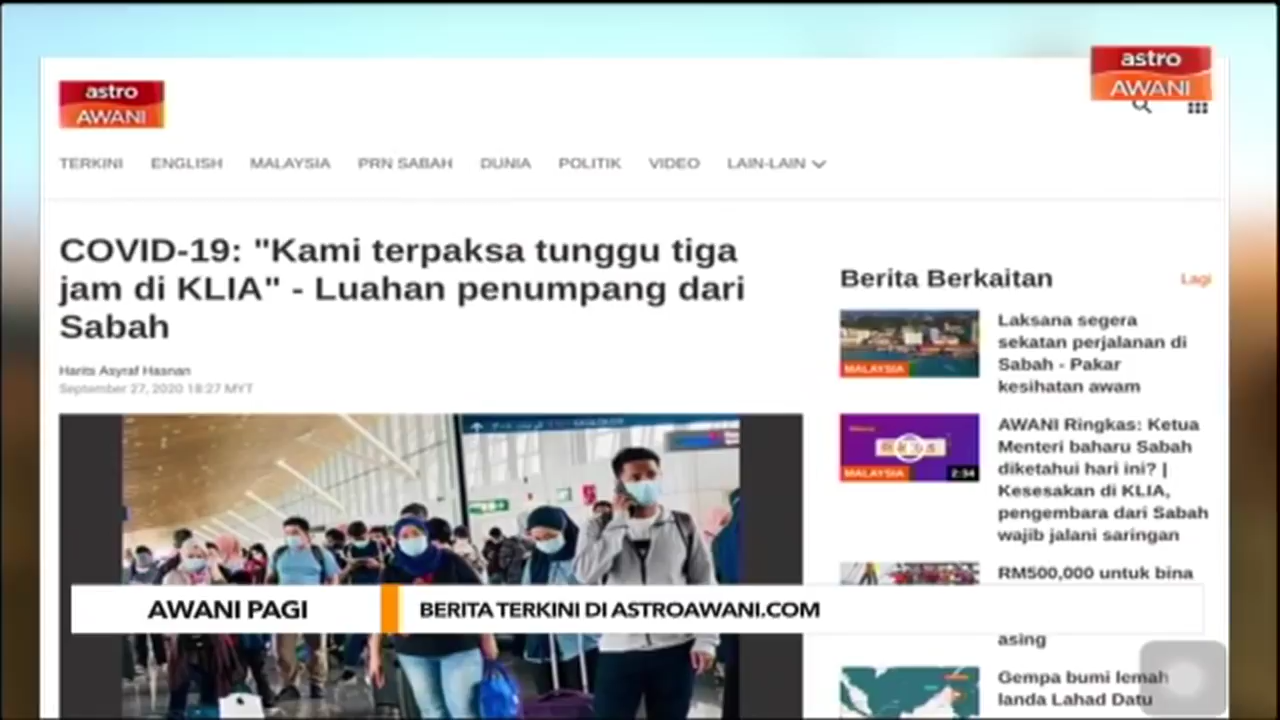 astro
AWANI
astro
AWANI
TERKINI ENGLISH MALAYSIA PRN SABAH DUNIA POLITIK VIDEO LAIN-LAIN
COVID-19: "Kami terpaksa tunggu tiga
jam di KLIA" - Luahan penumpang dari
Sabah
Harits Asyraf Hasnan
September 27, 2020 18:27 MYT
Berita Berkaitan
Lagi
MALAYSIA
Laksana segera
sekatan perjalanan di
Sabah - Pakar
kesihatan awam
MALAYSIA
2:34
AWANI Ringkas: Ketua
Menteri baharu Sabah
diketahui hari ini? |
Kesesakan di KLIA,
pengembara dari Sabah
wajib jalani saringan
RM500,000 untuk bina
asing
Gempa bumi lemah
landa Lahad Datu
AWANI PAGI
BERITA TERKINI DI ASTROAWANI.COM